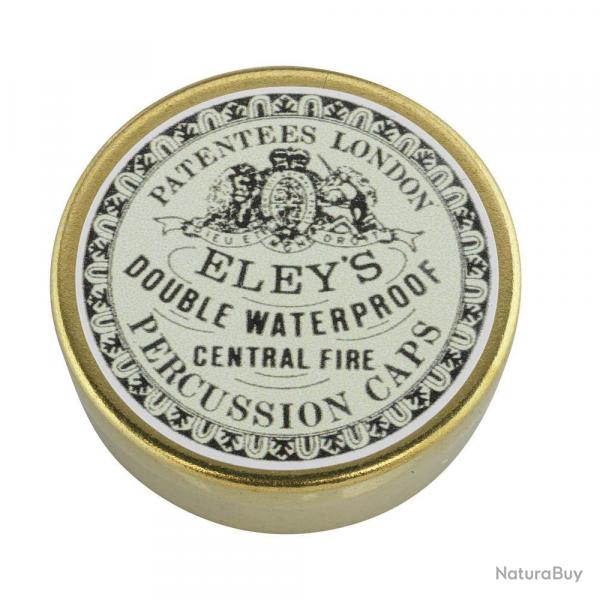 PATENTEES LONDON
DIEU ET MON DROIT
ELEY'S
DOUBLE WATERPROOF
CENTRAL FIRE
PERCUSSION CAPS
NaturaBuy